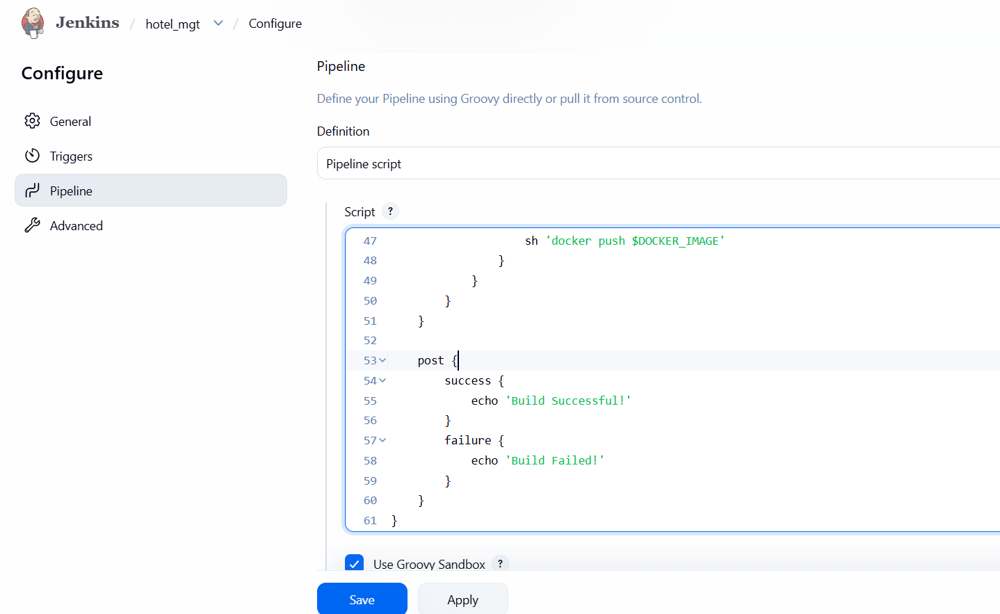 Jenkins / hotel_mgt / Configure
Configure
General
Triggers
Pipeline
Advanced
Pipeline
Define your Pipeline using Groovy directly or pull it from source control.
Definition
Pipeline script
Script ?
47 sh 'docker push $DOCKER_IMAGE'
48 }
49 }
50 }
51 }
52
53 post {
54 success {
55 echo 'Build Successful!'
56 }
57 failure {
58 echo 'Build Failed!'
59 }
60 }
61 }
Use Groovy Sandbox ?
Save Apply